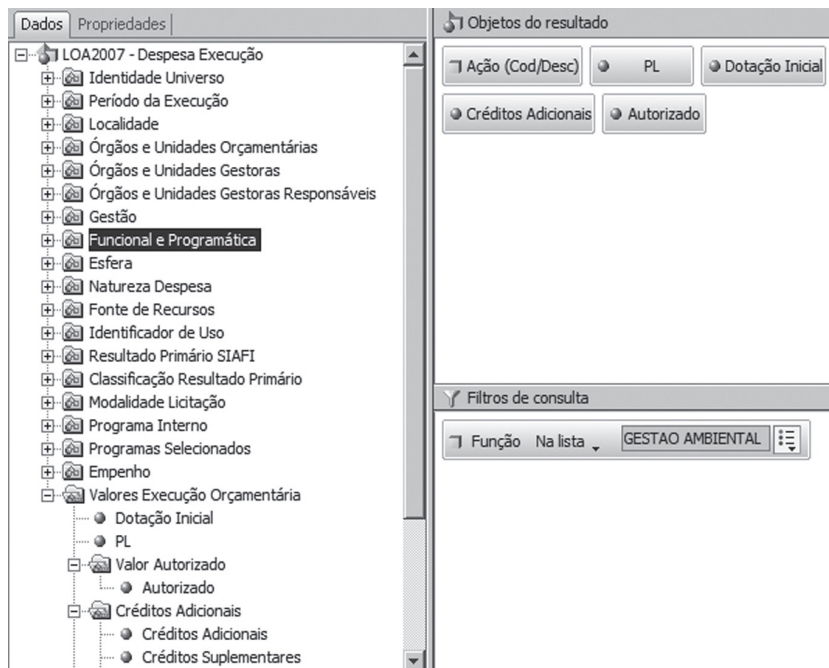 Dados Propriedades
LOA2007 - Despesa Execução
Identidade Universo
Período da Execução
Localidade
Órgãos e Unidades Orçamentárias
Órgãos e Unidades Gestoras
Órgãos e Unidades Gestoras Responsáveis
Gestão
Funcional e Programática
Esfera
Natureza Despesa
Fonte de Recursos
Identificador de Uso
Resultado Primário SIAFI
Classificação Resultado Primário
Modalidade Licitação
Programa Interno
Programas Selecionados
Empenho
Valores Execução Orçamentária
Dotação Inicial
PL
Valor Autorizado
Autorizado
Créditos Adicionais
Créditos Adicionais
Créditos Suplementares
Objetos do resultado
Ação (Cod/Desc) PL Dotação Inicial
Créditos Adicionais Autorizado
Filtros de consulta
Função Na lista GESTAO AMBIENTAL